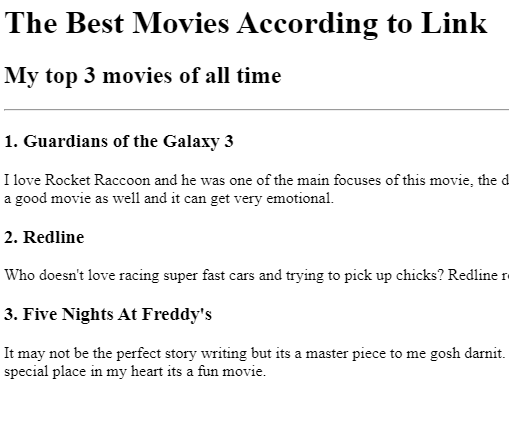 The Best Movies According to Link
My top 3 movies of all time
1. Guardians of the Galaxy 3
I love Rocket Raccoon and he was one of the main focuses of this movie, the
a good movie as well and it can get very emotional.
2. Redline
Who doesn't love racing super fast cars and trying to pick up chicks? Redline
3. Five Nights At Freddy's
It may not be the perfect story writing but its a master piece to me gosh darnit.
special place in my heart its a fun movie.